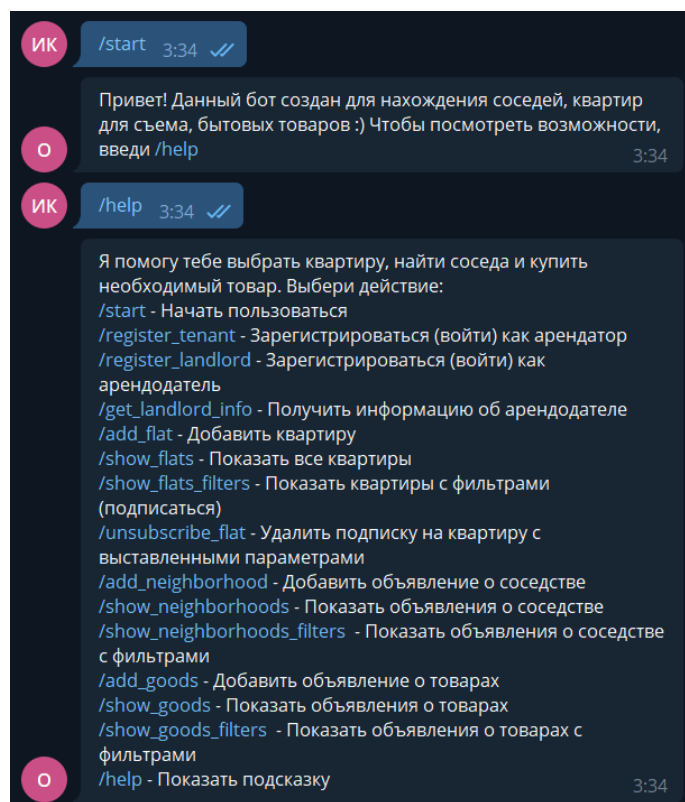 ИК
/start 3:34
Привет! Данный бот создан для нахождения соседей, квартир
для съема, бытовых товаров :) Чтобы посмотреть возможности,
введи /help
3:34
О
ИК
/help 3:34
Я помогу тебе выбрать квартиру, найти соседа и купить
необходимый товар. Выбери действие:
/start - Начать пользоваться
/register_tenant - Зарегистрироваться (войти) как арендатор
/register_landlord - Зарегистрироваться (войти) как
арендодатель
/get_landlord_info - Получить информацию об арендодателе
/add_flat - Добавить квартиру
/show_flats - Показать все квартиры
/show_flats_filters - Показать квартиры с фильтрами
(подписаться)
/unsubscribe_flat - Удалить подписку на квартиру с
выставленными параметрами
/add_neighborhood - Добавить объявление о соседстве
/show_neighborhoods - Показать объявления о соседстве
/show_neighborhoods_filters - Показать объявления о соседстве
с фильтрами
/add_goods - Добавить объявление о товарах
/show_goods - Показать объявления о товарах
/show_goods_filters - Показать объявления о товарах с
фильтрами
/help - Показать подсказку
3:34
О